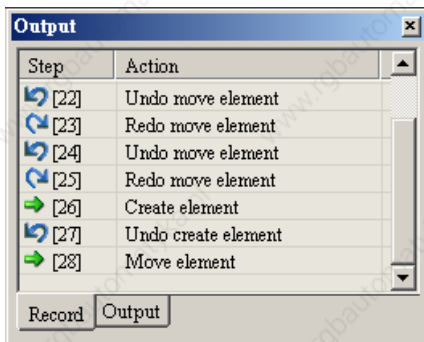 Output
Step Action
[22] Undo move element
[23] Redo move element
[24] Undo move element
[25] Redo move element
[26] Create element
[27] Undo create element
[28] Move element
Record Output